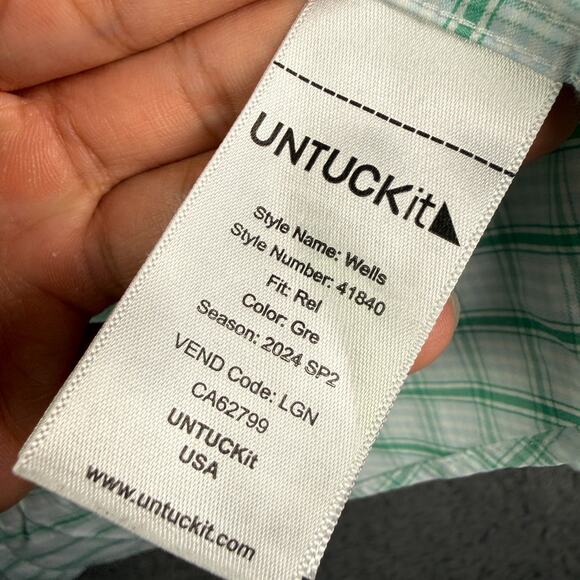 UNTUCKit
Style Name: Wells
Style Number: 41840
Fit: Rel
Color: Gre
Season: 2024 SP2
VEND Code: LGN
CA62799
UNTUCKit
USA
www.untuckit.com